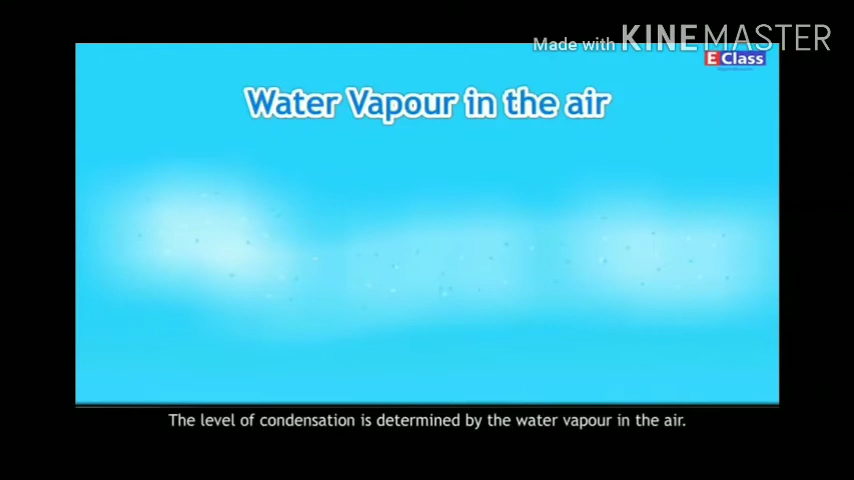 Made with KINEMASTER
E Class
Water Vapour in the air
The level of condensation is determined by the water vapour in the air.